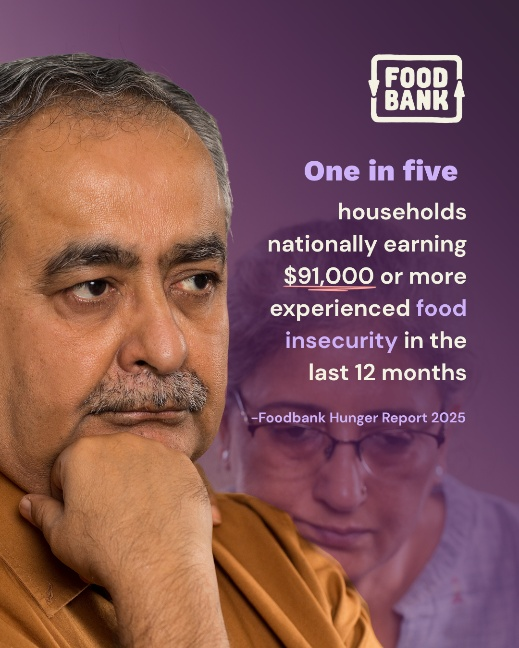 FOOD
BANK
One in five
households
nationally earning
$91,000 or more
experienced food
insecurity in the
last 12 months
-Foodbank Hunger Report 2025